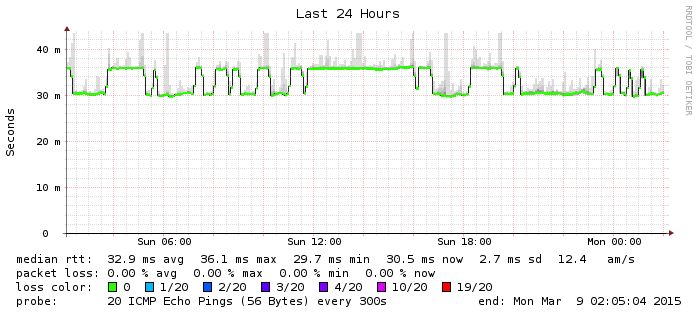 Last 24 Hours
RRDTOOL / TOBI OETIKER
Seconds
40 m
30 m
20 m
10 m
0
Sun 06:00 Sun 12:00 Sun 18:00 Mon 00:00
median rtt: 32.9 ms avg 36.1 ms max 29.7 ms min 30.5 ms now 2.7 ms sd 12.4 am/s
packet loss: 0.00 % avg 0.00 % max 0.00 % min 0.00 % now
loss color: 0 1/20 2/20 3/20 4/20 10/20 19/20
probe: 20 ICMP Echo Pings (56 Bytes) every 300s end: Mon Mar 9 02:05:04 2015